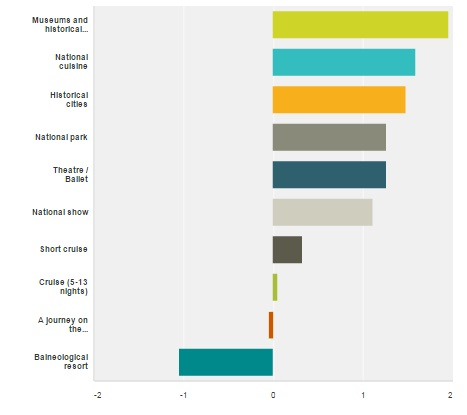 Museums and
historical...
National
cuisine
Historical
cities
National park
Theatre /
Ballet
National show
Short cruise
Cruise (5-13
nights)
A journey on
the...
Balneological
resort
-2 -1 0 1 2